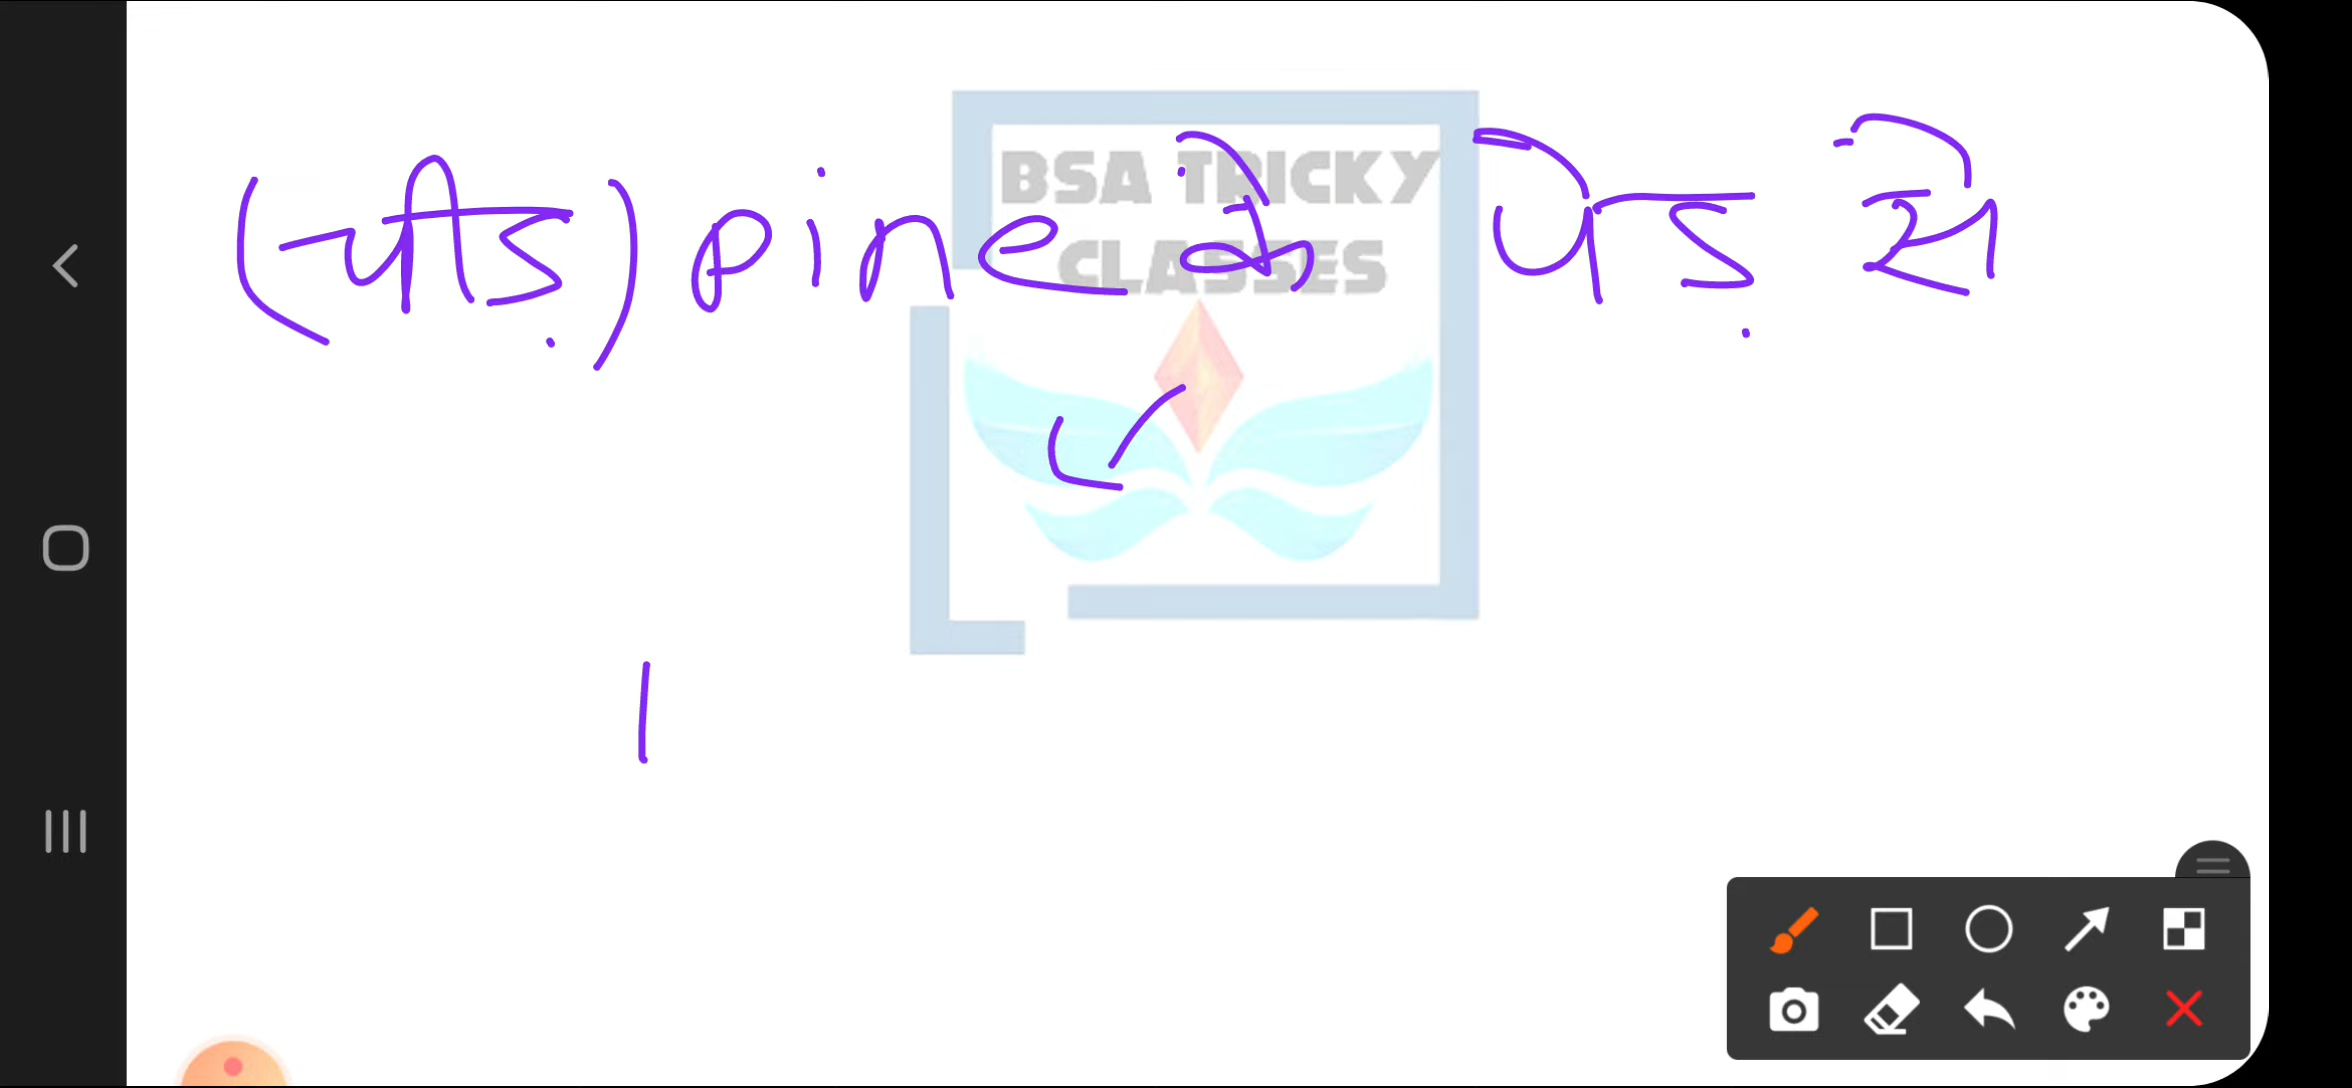 (चीड़) pine के पेड़ से
BSA TRICKY
CLASSES